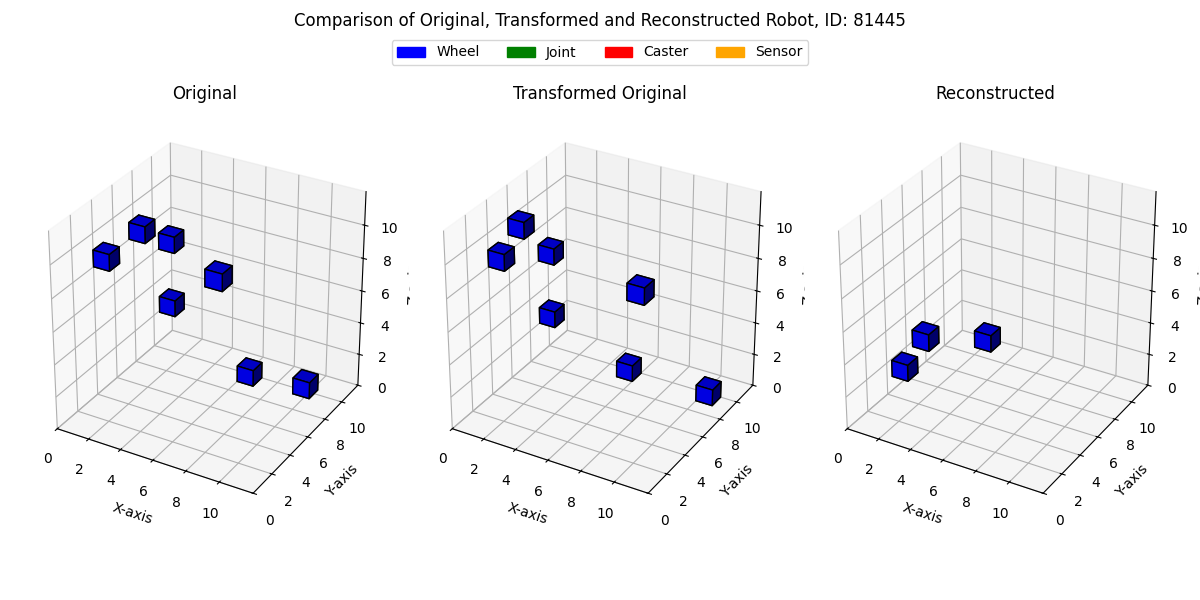 Comparison of Original, Transformed and Reconstructed Robot, ID: 81445
Wheel Joint Caster Sensor
Original
Transformed Original
Reconstructed
0 2 4 6 8 10
X-axis
0 2 4 6 8 10
Y-axis
0 2 4 6 8 10
0 2 4 6 8 10
X-axis
0 2 4 6 8 10
Y-axis
0 2 4 6 8 10
0 2 4 6 8 10
X-axis
0 2 4 6 8 10
Y-axis
0 2 4 6 8 10